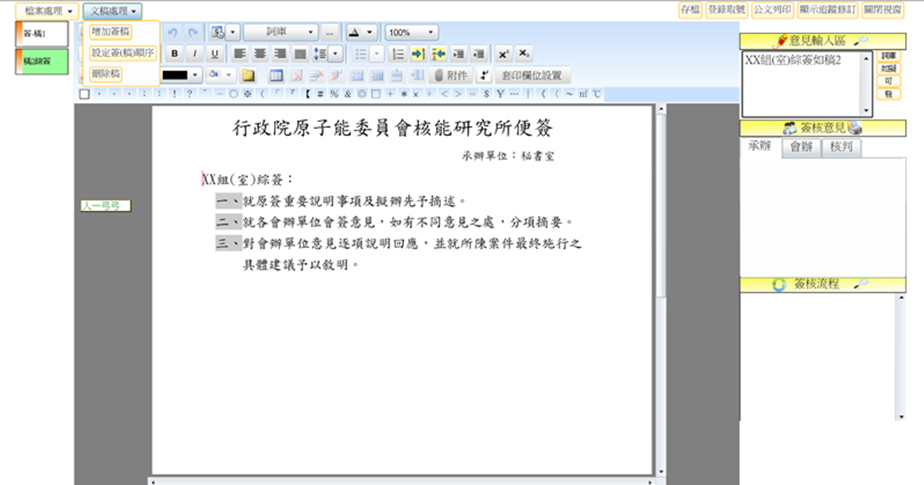 檔案處理 文稿處理 存檔 登錄取號 公文列印 顯示追蹤修訂 關閉視窗
簽-稿1
稿2綜簽
增加簽稿
設定簽(稿)順序
刪除稿
詞庫 ... A 100%
B I U
附件 套印欄位設置
行政院原子能委員會核能研究所便簽
承辦單位：秘書室
XX組(室)綜簽：
一、就原簽重要說明事項及擬辦先予摘述。
二、就各會辦單位會簽意見，如有不同意見之處，分項摘要。
三、對會辦單位意見逐項說明回應，並就所陳案件最終施行之
具體建議予以敘明。
人一弓弓
意見輸入區
XX組(室)綜簽如稿2
詞庫
如擬
可
發
簽核意見
承辦 會辦 核判
簽核流程